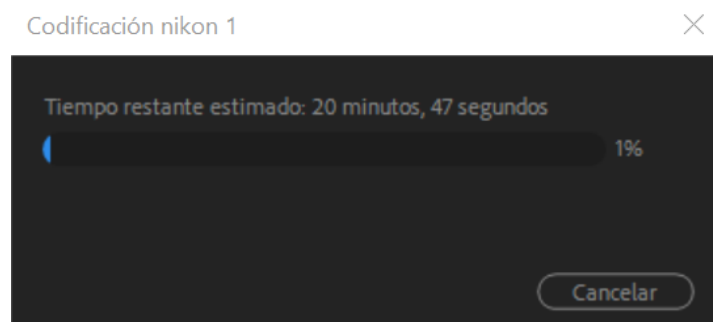 Codificación nikon 1
Tiempo restante estimado: 20 minutos, 47 segundos
1%
Cancelar